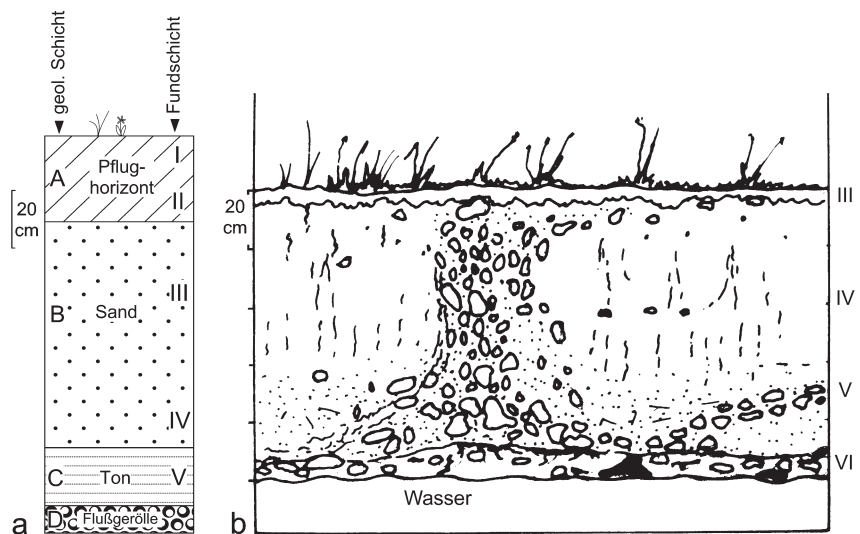 geol. Schicht
Fundschicht
A
Pflug-
horizont
I
II
20
cm
B
Sand
III
IV
C
Ton
V
D
Flußgerölle
a
20
cm
III
IV
V
VI
Wasser
b